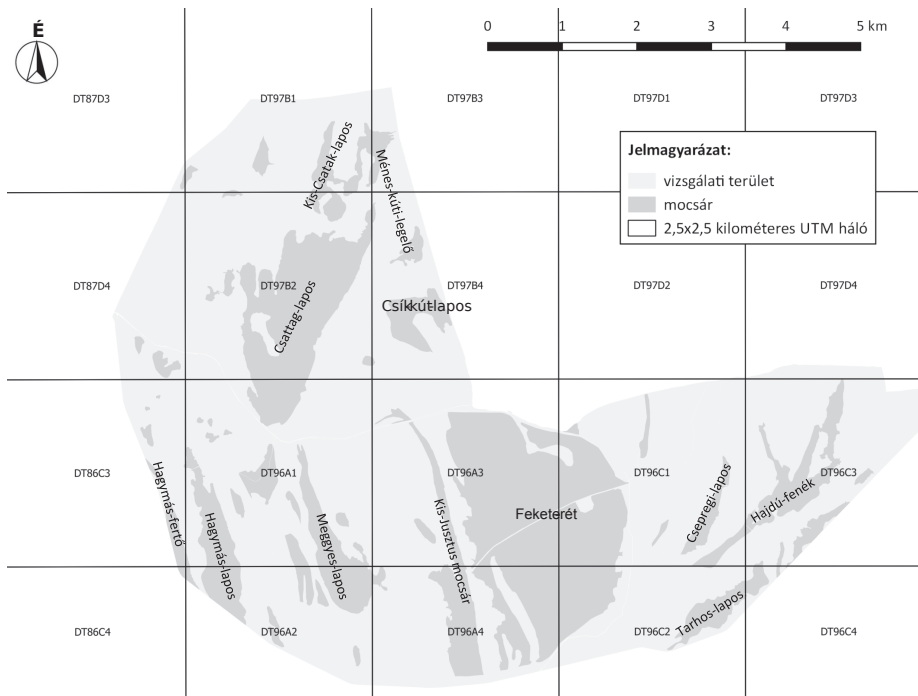 É
0 1 2 3 4 5 km
DT87D3 DT97B1 DT97B3 DT97D1 DT97D3
Jelmagyarázat:
vizsgálati terület
mocsár
2,5x2,5 kilométeres UTM háló
Kis-Csatak-lapos
Ménes-kúti-legelő
DT87D4 DT97B2 DT97B4 DT97D2 DT97D4
Csattag-lapos
Csíkkút-lapos
DT86C3 DT96A1 DT96A3 DT96C1 DT96C3
Hagymás-fertő
Hagymás-lapos
Meggyes-lapos
Kis-Jusztus mocsár
Feketerét
Csepregi-lapos
Hajdú-fenék
Tarhos-lapos
DT86C4 DT96A2 DT96A4 DT96C2 DT96C4